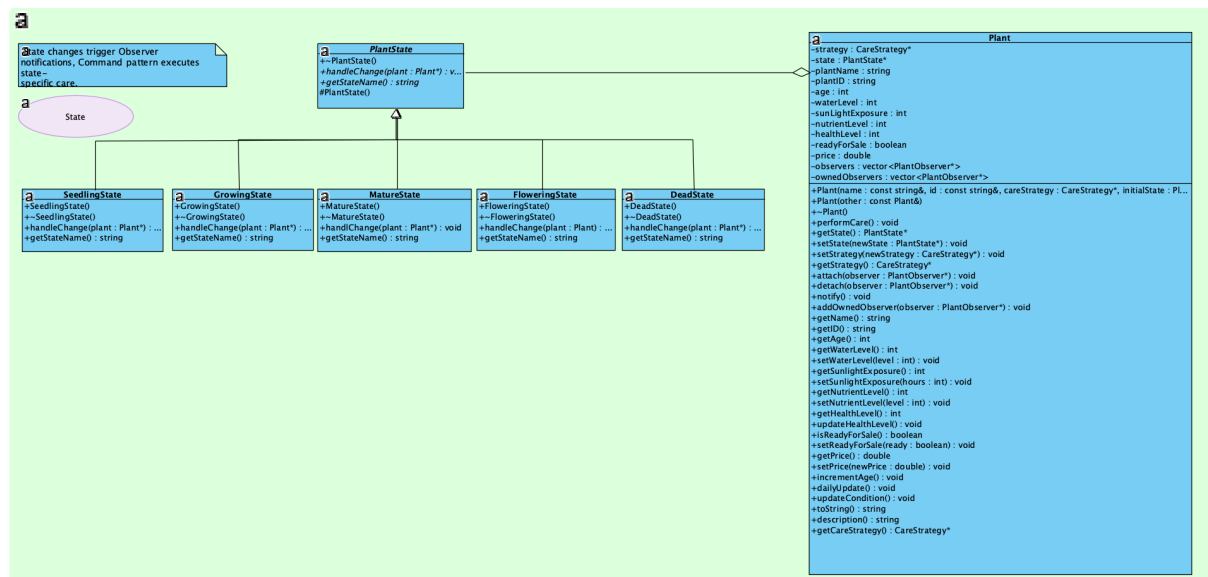 a
a
State changes trigger Observer
notifications, Command pattern executes
state-
specific care.
a
State
a
PlantState
+~PlantState()
+handleChange(plant : Plant*) : v...
+getStateName() : string
#PlantState()
a
SeedlingState
+SeedlingState()
+~SeedlingState()
+handleChange(plant : Plant*) : ...
+getStateName() : string
a
GrowingState
+GrowingState()
+~GrowingState()
+handleChange(plant : Plant*) : ...
+getStateName() : string
a
MatureState
+MatureState()
+~MatureState()
+handlChange(plant : Plant*) : void
+getStateName() : string
a
FloweringState
+FloweringState()
+~FloweringState()
+handleChange(plant : Plant) : ...
+getStateName() : string
a
DeadState
+DeadState()
+~DeadState()
+handleChange(plant : Plant*) : ...
+getStateName() : string
a
Plant
-strategy : CareStrategy*
-state : PlantState*
-plantName : string
-plantID : string
-age : int
-waterLevel : int
-sunLightExposure : int
-nutrientLevel : int
-healthLevel : int
-readyForSale : boolean
-price : double
-observers : vector<PlantObserver*>
-ownedObservers : vector<PlantObserver*>
+Plant(name : const string&, id : const string&, careStrategy : CareStrategy*, initialState : Pl...
+Plant(other : const Plant&)
+~Plant()
+performCare() : void
+getState() : PlantState*
+setState(newState : PlantState*) : void
+setStrategy(newStrategy : CareStrategy*) : void
+getStrategy() : CareStrategy*
+attach(observer : PlantObserver*) : void
+detach(observer : PlantObserver*) : void
+notify() : void
+addOwnedObserver(observer : PlantObserver*) : void
+getName() : string
+getID() : string
+getAge() : int
+getWaterLevel() : int
+setWaterLevel(level : int) : void
+getSunlightExposure() : int
+setSunlightExposure(hours : int) : void
+getNutrientLevel() : int
+setNutrientLevel(level : int) : void
+getHealthLevel() : int
+updateHealthLevel() : void
+isReadyForSale() : boolean
+setReadyForSale(ready : boolean) : void
+getPrice() : double
+setPrice(newPrice : double) : void
+incrementAge() : void
+dailyUpdate() : void
+updateCondition() : void
+toString() : string
+description() : string
+getCareStrategy() : CareStrategy*